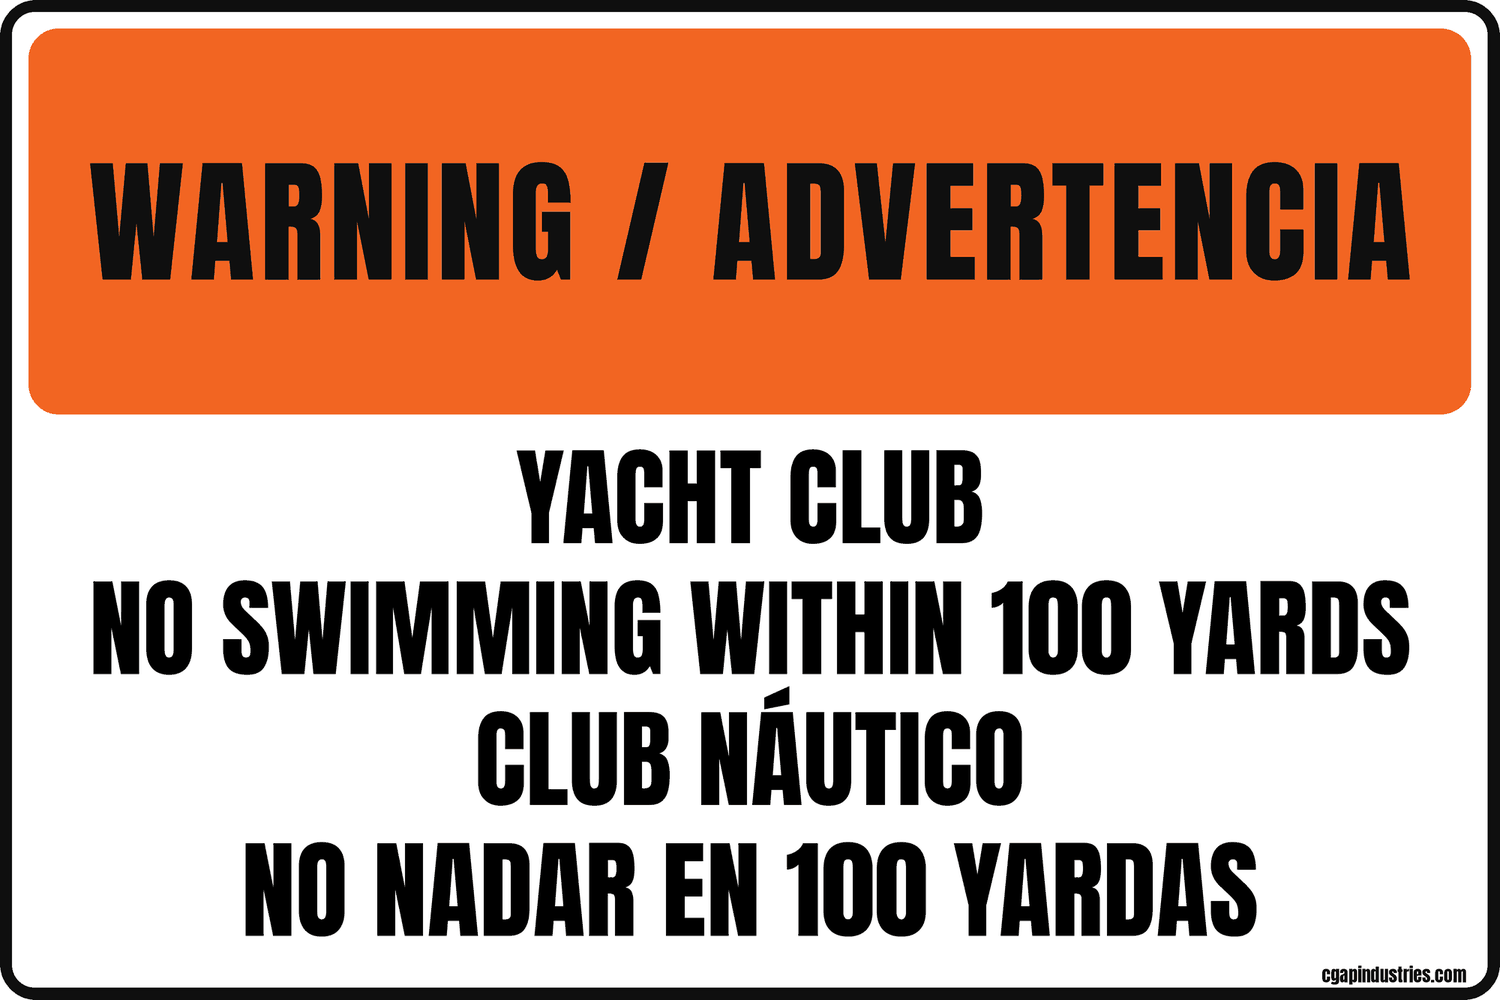 WARNING / ADVERTENCIA
YACHT CLUB
NO SWIMMING WITHIN 100 YARDS
CLUB NÁUTICO
NO NADAR EN 100 YARDAS
cgapindustries.com